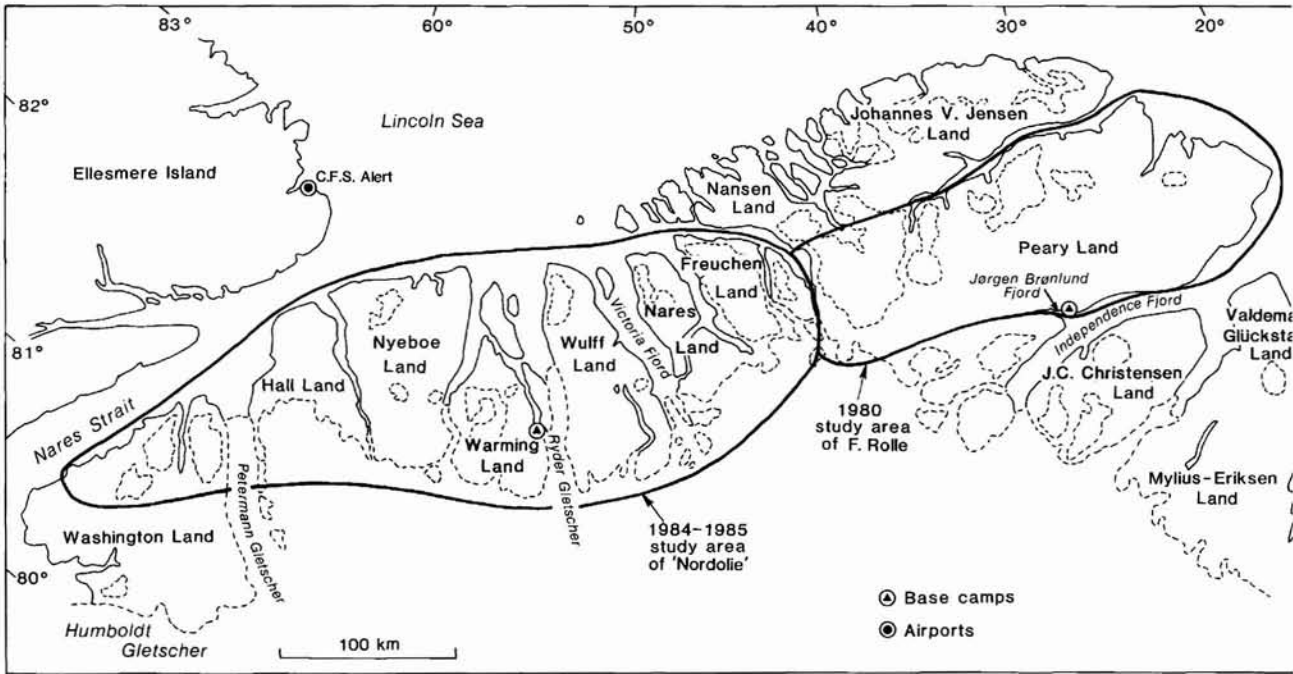 83°
60°
50°
40°
30°
20°
82°
Lincoln Sea
Johannes V. Jensen
Land
Ellesmere Island
C.F.S. Alert
Nansen
Land
Peary Land
Freuchen
Land
Jørgen Brønlund
Fjord
Independence Fjord
81°
Nyeboe
Land
Wulff
Land
Victoria Fjord
Nares
Land
Valdema
Glücksta
Land
Hall Land
J.C. Christensen
Land
Nares Strait
1980
study area
of F. Rolle
Warming
Land
Ryder Gletscher
Petermann Gletscher
Mylius-Eriksen
Land
Washington Land
1984-1985
study area
of 'Nordolie'
80°
Base camps
Humboldt
Gletscher
100 km
Airports